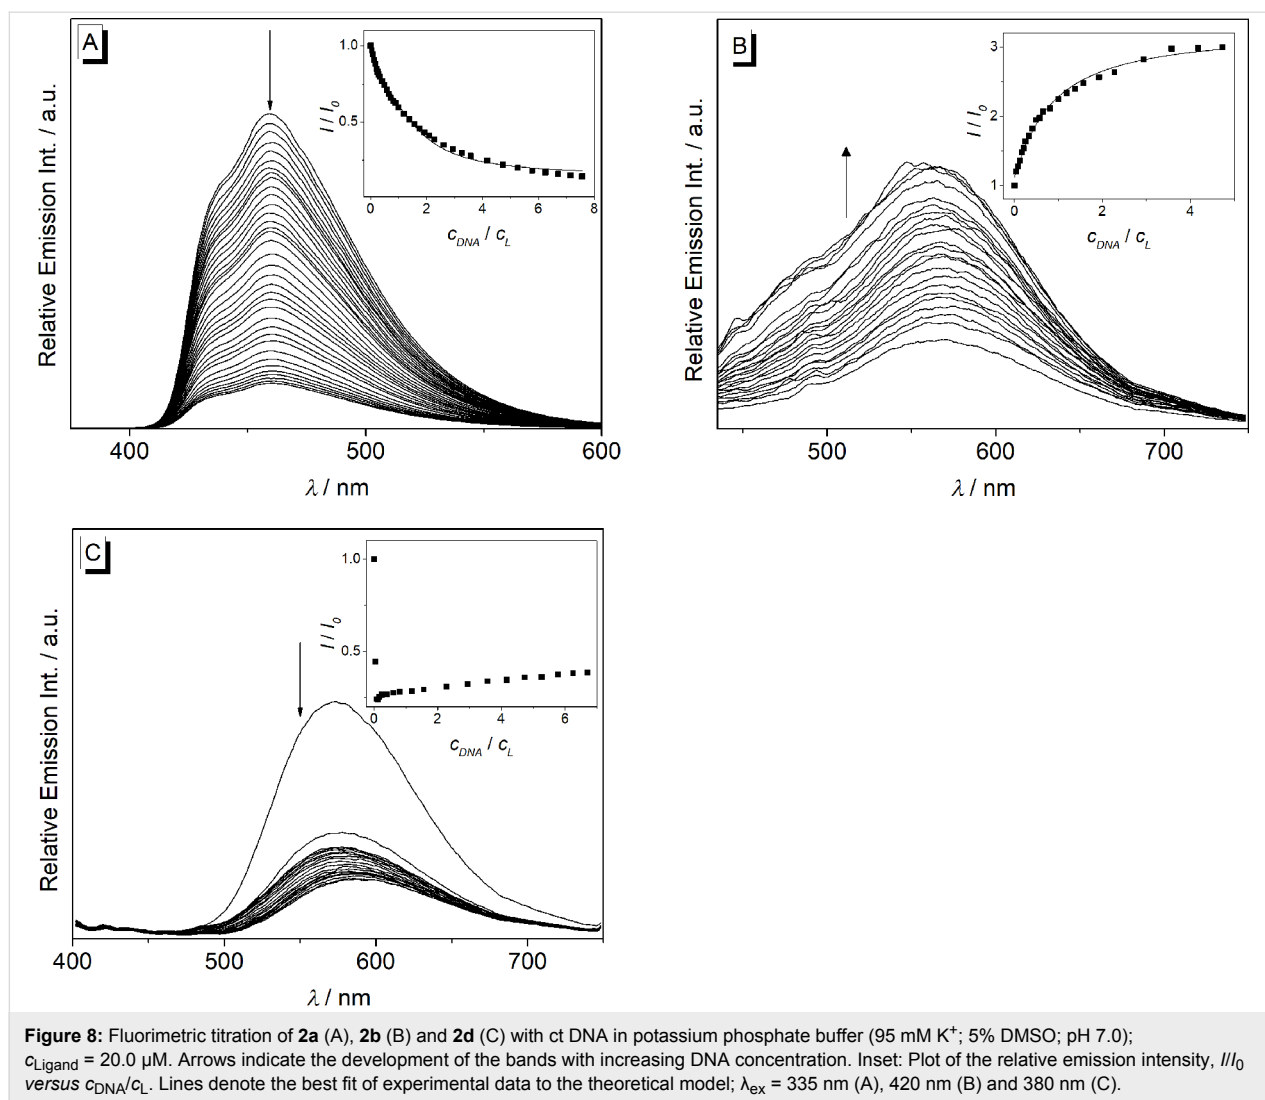 A
Relative Emission Int. / a.u.
400
500
600
λ / nm
1.0
0.5
I / I0
0
2
4
6
8
cDNA / cL
B
Relative Emission Int. / a.u.
500
600
700
λ / nm
3
2
1
I / I0
0
2
4
cDNA / cL
C
Relative Emission Int. / a.u.
400
500
600
700
λ / nm
1.0
0.5
I / I0
0
2
4
6
cDNA / cL
Figure 8: Fluorimetric titration of 2a (A), 2b (B) and 2d (C) with ct DNA in potassium phosphate buffer (95 mM K+; 5% DMSO; pH 7.0);
cLigand = 20.0 µM. Arrows indicate the development of the bands with increasing DNA concentration. Inset: Plot of the relative emission intensity, I/I0
versus cDNA/cL. Lines denote the best fit of experimental data to the theoretical model; λex = 335 nm (A), 420 nm (B) and 380 nm (C).